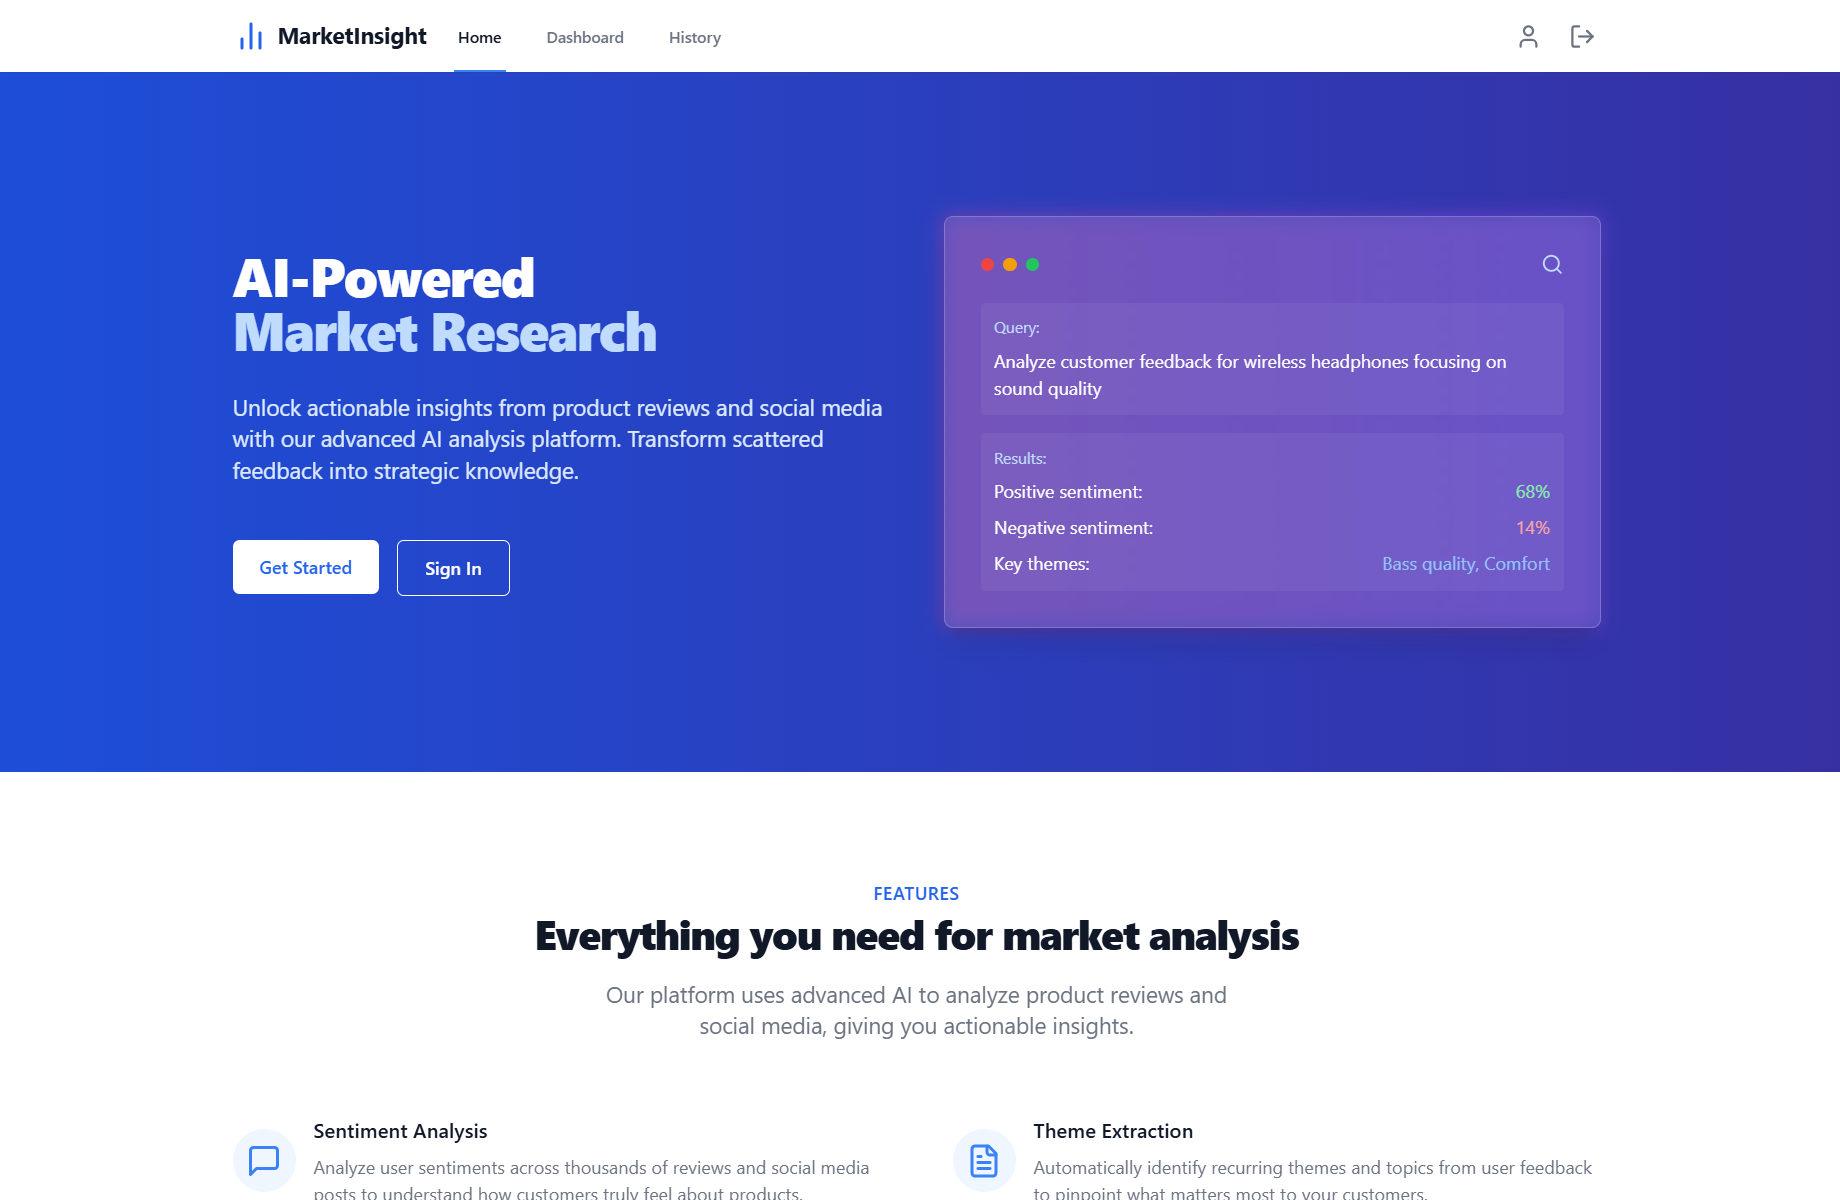 MarketInsight
Home
Dashboard
History
AI-Powered
Market Research
Unlock actionable insights from product reviews and social media
with our advanced AI analysis platform. Transform scattered
feedback into strategic knowledge.
Get Started
Sign In
Query:
Analyze customer feedback for wireless headphones focusing on
sound quality
Results:
Positive sentiment: 68%
Negative sentiment: 14%
Key themes: Bass quality, Comfort
FEATURES
Everything you need for market analysis
Our platform uses advanced AI to analyze product reviews and
social media, giving you actionable insights.
Sentiment Analysis
Analyze user sentiments across thousands of reviews and social media
posts to understand how customers truly feel about products.
Theme Extraction
Automatically identify recurring themes and topics from user feedback
to pinpoint what matters most to your customers.